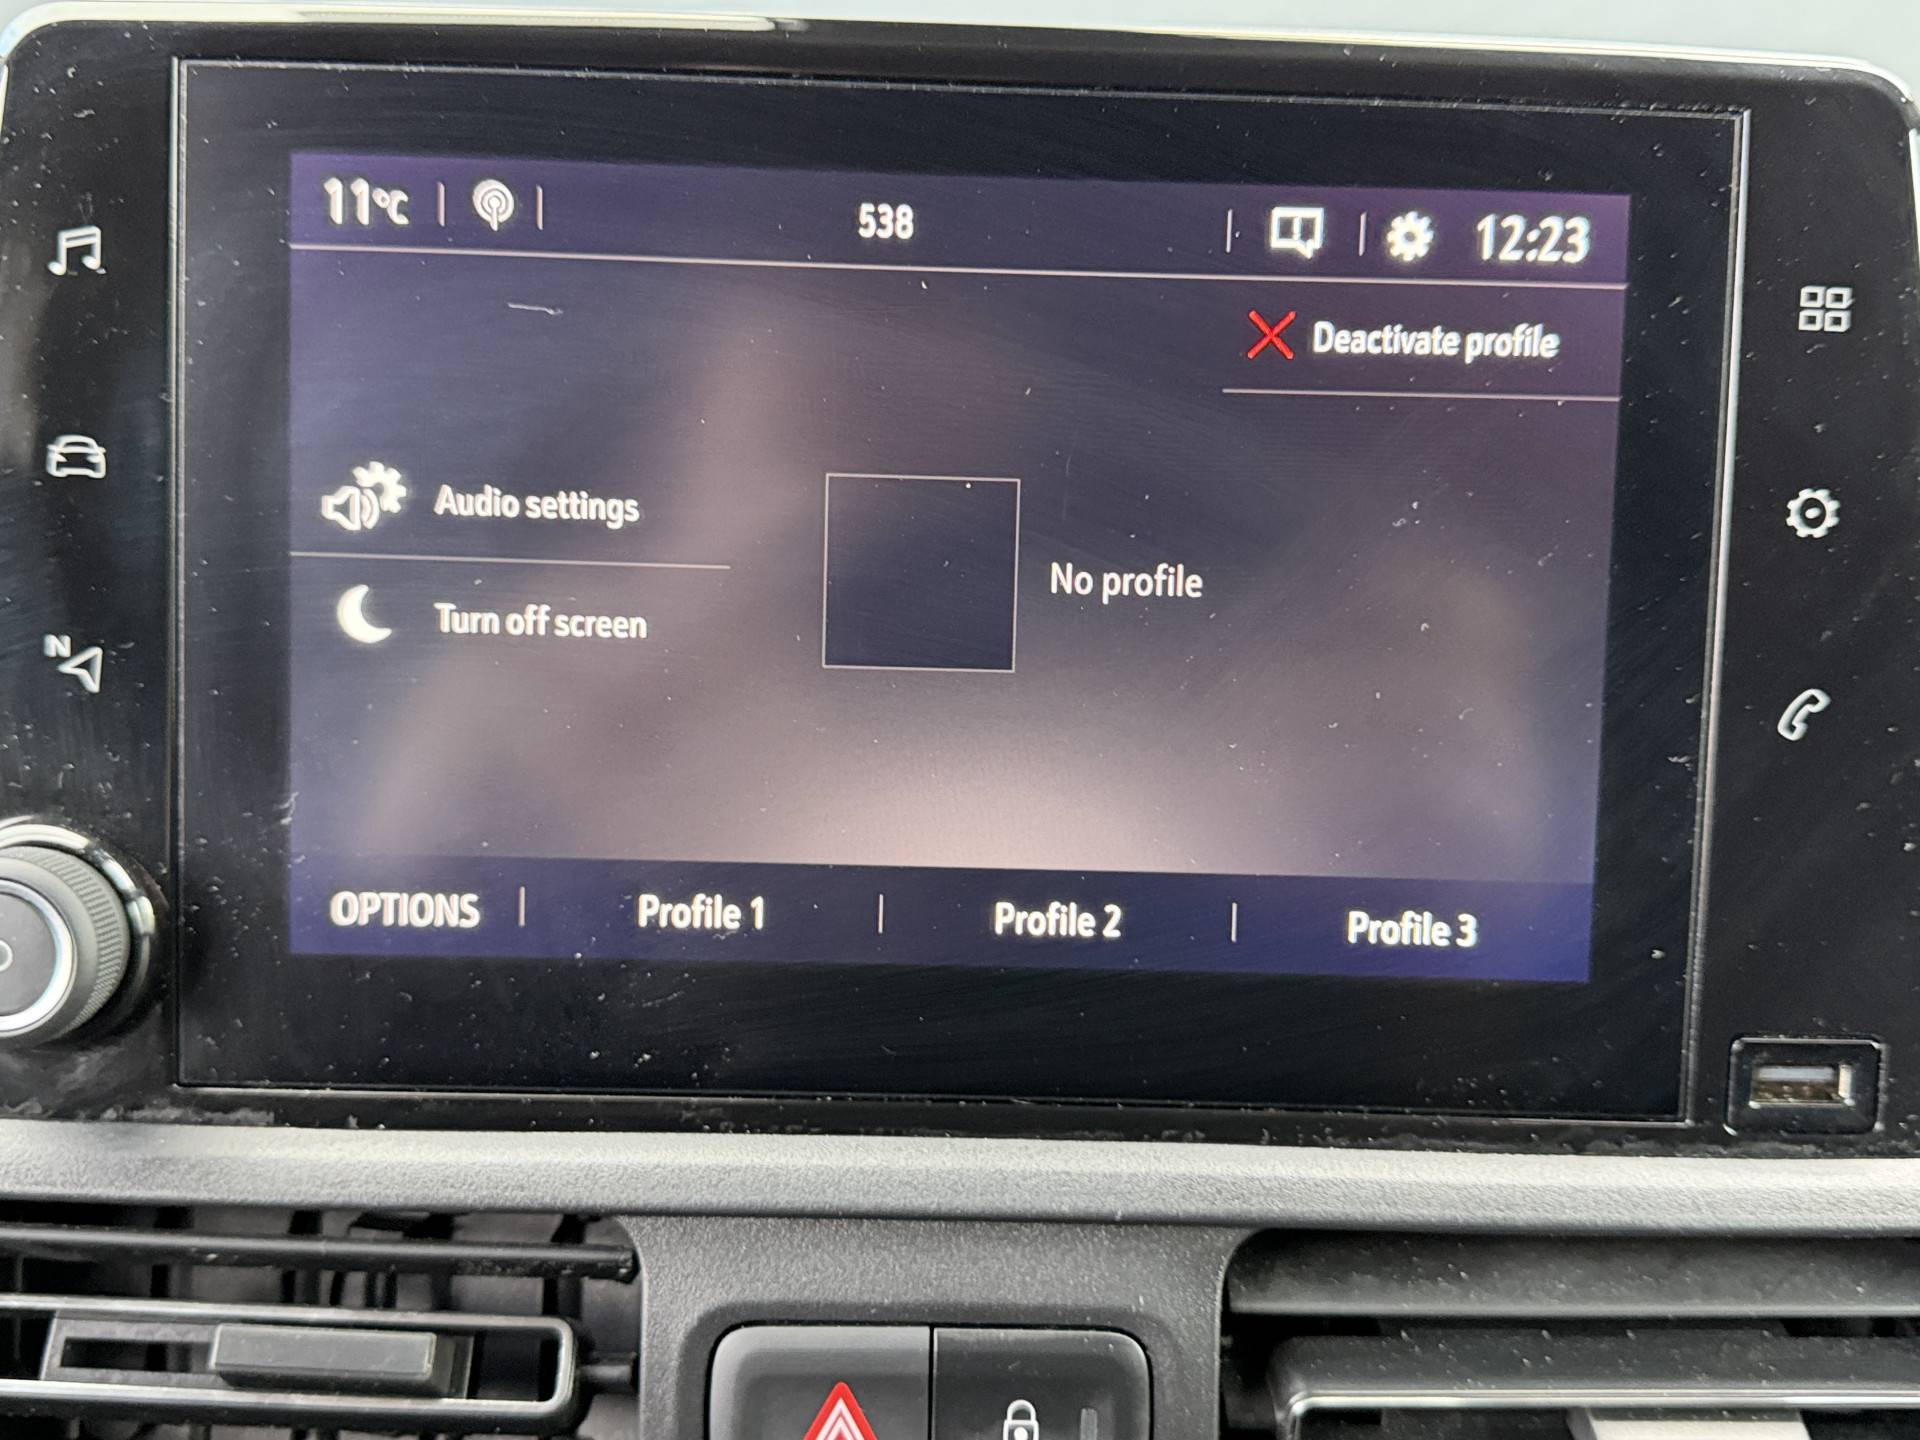 11°C
538
12:23
Deactivate profile
Audio settings
No profile
Turn off screen
N
OPTIONS
Profile 1
Profile 2
Profile 3